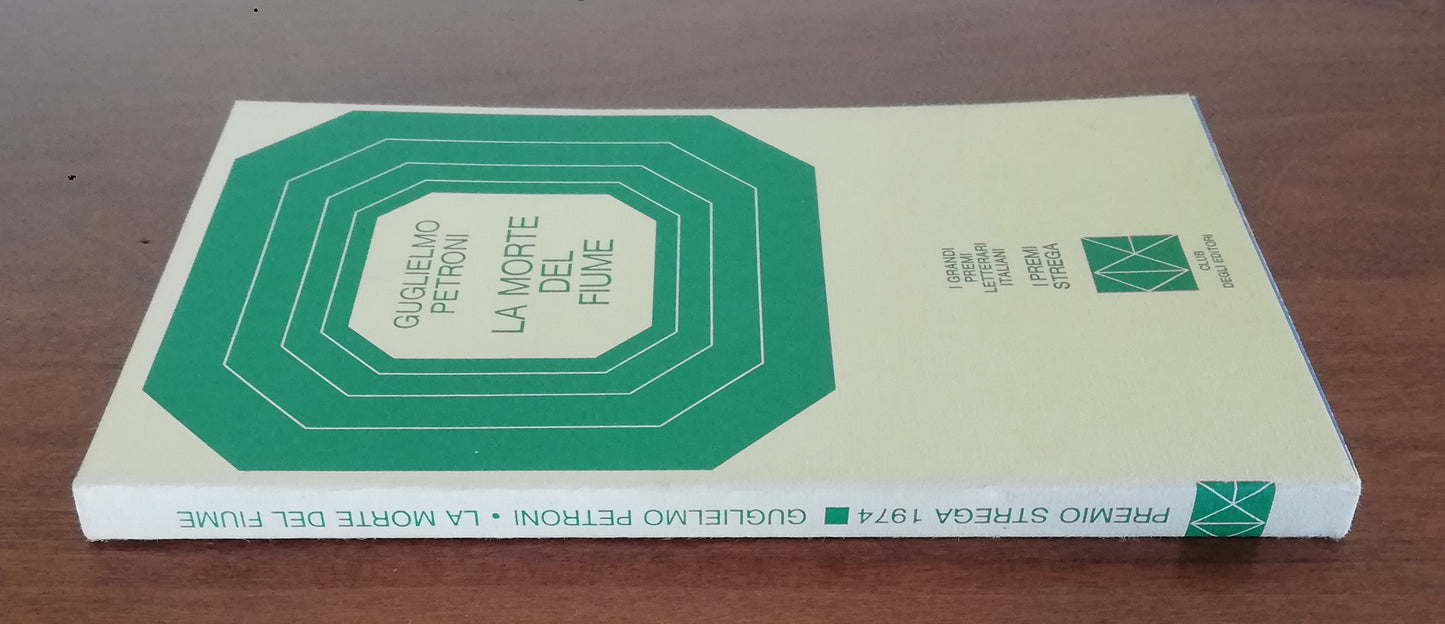 GUGLIELMO
PETRONI
LA MORTE
DEL
FIUME
I GRANDI
PREMI
LETTERARI
ITALIANI
I PREMI
STREGA
CLUB
DEGLI EDITORI
PREMIO STREGA 1974 ■ GUGLIELMO PETRONI • LA MORTE DEL FIUME